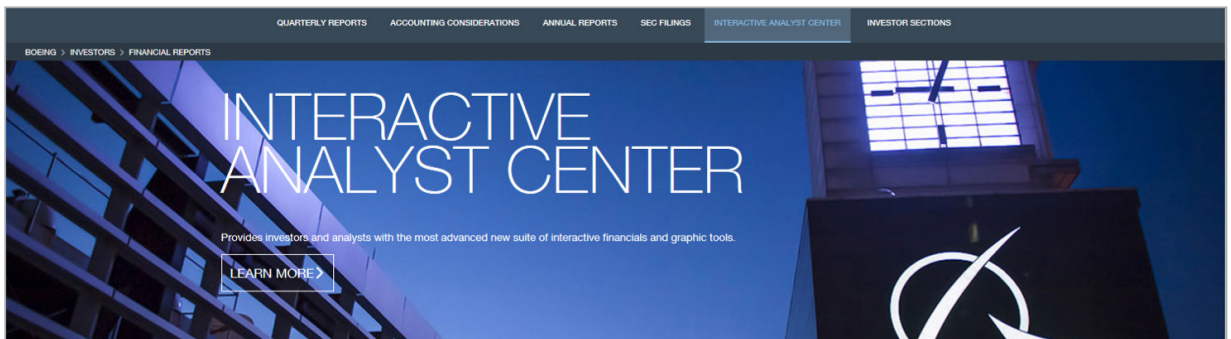 QUARTERLY REPORTS ACCOUNTING CONSIDERATIONS ANNUAL REPORTS SEC FILINGS INTERACTIVE ANALYST CENTER INVESTOR SECTIONS
BOEING > INVESTORS > FINANCIAL REPORTS
INTERACTIVE
ANALYST CENTER
Provides investors and analysts with the most advanced new suite of interactive financials and graphic tools.
LEARN MORE >